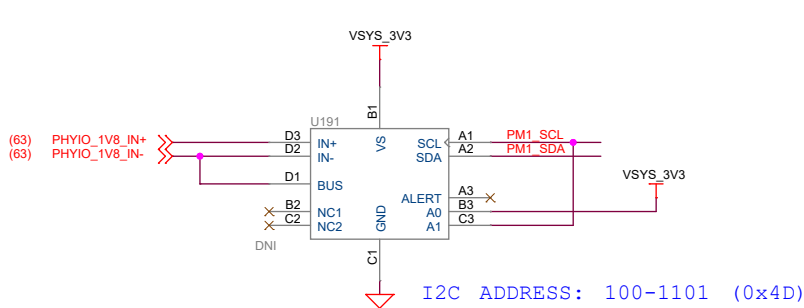 VSYS_3V3
U191
B1
(63) PHYIO_1V8_IN+ D3 IN+ VS SCL A1 PM1_SCL
(63) PHYIO_1V8_IN- D2 IN- SDA A2 PM1_SDA
VSYS_3V3
D1 BUS
ALERT A3
B2 NC1 A0 B3
C2 NC2 GND A1 C3
DNI
C1
I2C ADDRESS: 100-1101 (0x4D)